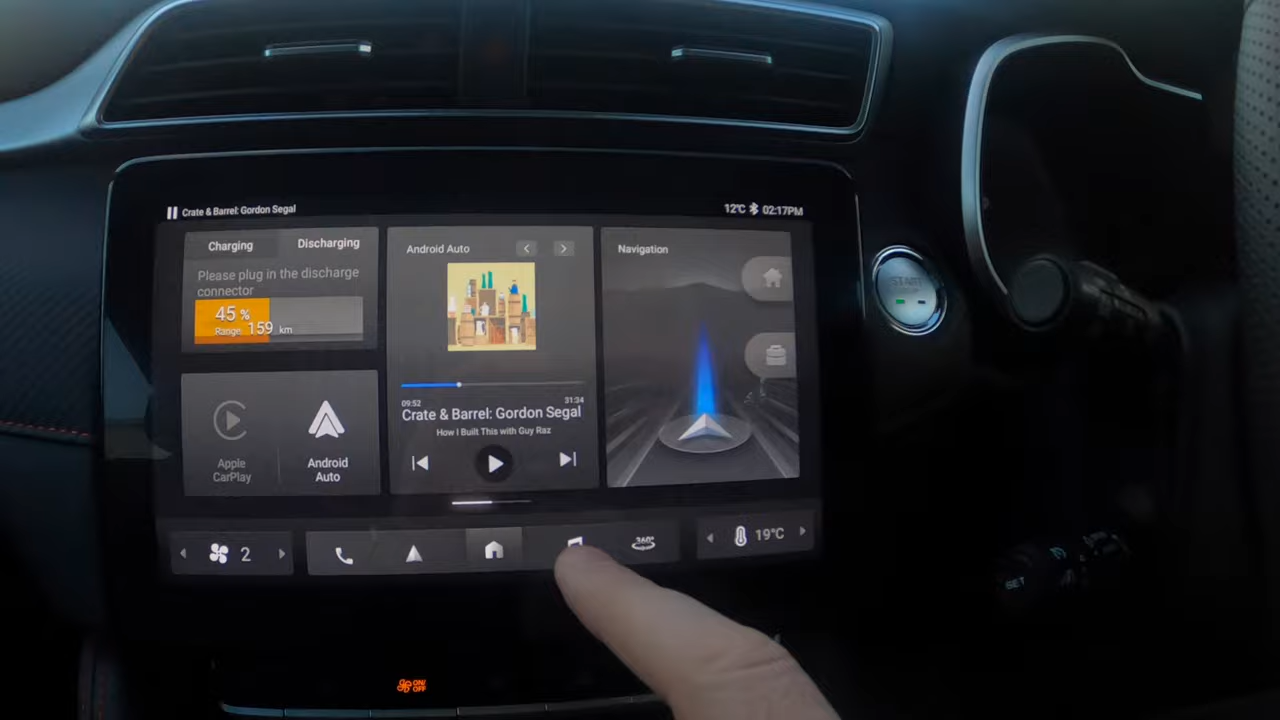 Crate & Barrel: Gordon Segal
12°C 02:17PM
Charging
Discharging
Please plug in the discharge
connector
45 %
Range: 159 km
Android Auto
09:52
31:34
Crate & Barrel: Gordon Segal
How I Built This with Guy Raz
Navigation
START
Apple
CarPlay
Android
Auto
2
360°
19°C
SET
ON/
OFF